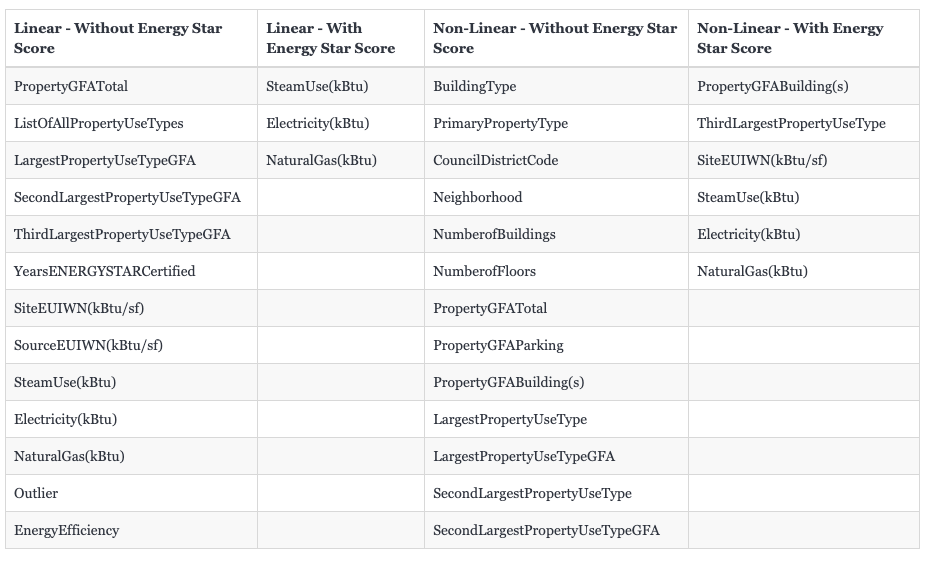 Linear - Without Energy Star Score | Linear - With Energy Star Score | Non-Linear - Without Energy Star Score | Non-Linear - With Energy Star Score
PropertyGFATotal | SteamUse(kBtu) | BuildingType | PropertyGFABuilding(s)
ListOfAllPropertyUseTypes | Electricity(kBtu) | PrimaryPropertyType | ThirdLargestPropertyUseType
LargestPropertyUseTypeGFA | NaturalGas(kBtu) | CouncilDistrictCode | SiteEUIWN(kBtu/sf)
SecondLargestPropertyUseTypeGFA | Neighborhood | SteamUse(kBtu)
ThirdLargestPropertyUseTypeGFA | NumberofBuildings | Electricity(kBtu)
YearsENERGYSTARCertified | NumberofFloors | NaturalGas(kBtu)
SiteEUIWN(kBtu/sf) | PropertyGFATotal
SourceEUIWN(kBtu/sf) | PropertyGFAParking
SteamUse(kBtu) | PropertyGFABuilding(s)
Electricity(kBtu) | LargestPropertyUseType
NaturalGas(kBtu) | LargestPropertyUseTypeGFA
Outlier | SecondLargestPropertyUseType
EnergyEfficiency | SecondLargestPropertyUseTypeGFA